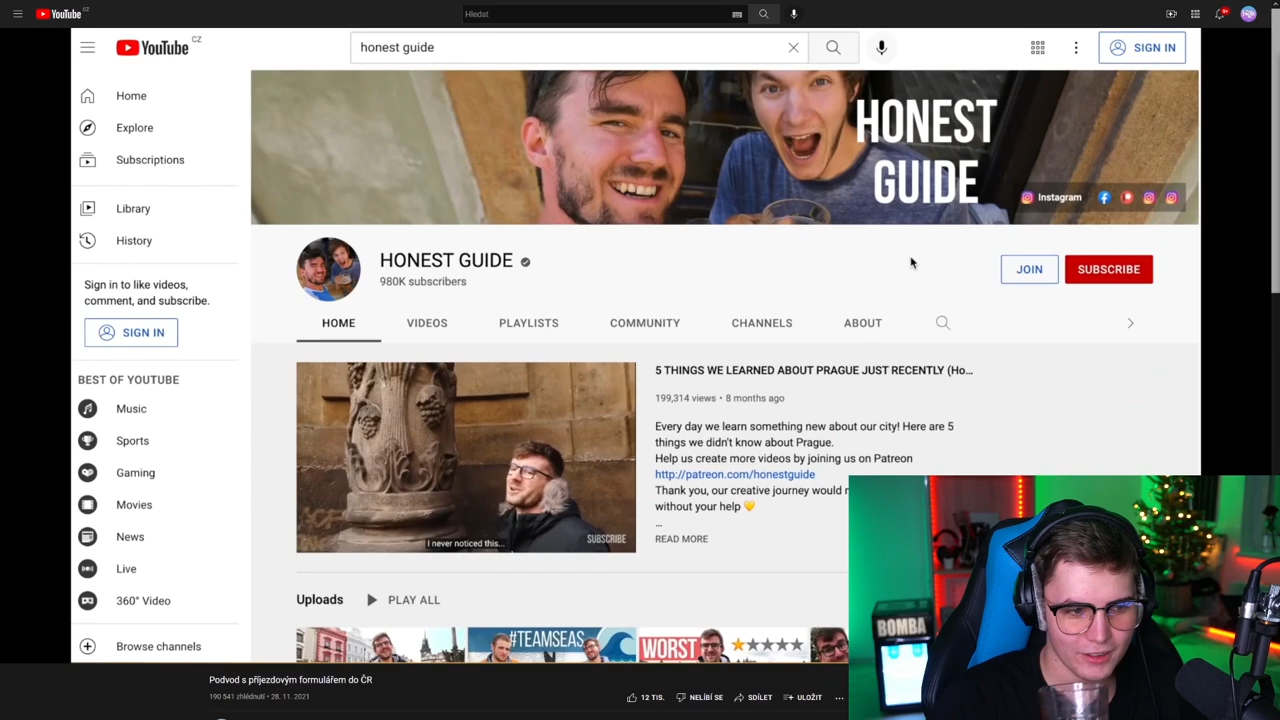 YouTube CZ
Hledat
9+
YouTube CZ
honest guide
SIGN IN
Home
Explore
Subscriptions
Library
History
Sign in to like videos,
comment, and subscribe.
SIGN IN
BEST OF YOUTUBE
Music
Sports
Gaming
Movies
News
Live
360° Video
Browse channels
HONEST
GUIDE
Instagram
HONEST GUIDE
980K subscribers
JOIN
SUBSCRIBE
HOME
VIDEOS
PLAYLISTS
COMMUNITY
CHANNELS
ABOUT
I never noticed this...
SUBSCRIBE
5 THINGS WE LEARNED ABOUT PRAGUE JUST RECENTLY (Ho...
199,314 views • 8 months ago
Every day we learn something new about our city! Here are 5
things we didn't know about Prague.
Help us create more videos by joining us on Patreon
http://patreon.com/honestguide
Thank you, our creative journey would
without your help 💛
...
READ MORE
Uploads
PLAY ALL
#TEAMSEAS
WORST
BOMBA
Podvod s příjezdovým formulářem do ČR
190 541 zhlédnutí • 28. 11. 2021
12 TIS.
NELÍBÍ SE
SDÍLET
ULOŽIT
...